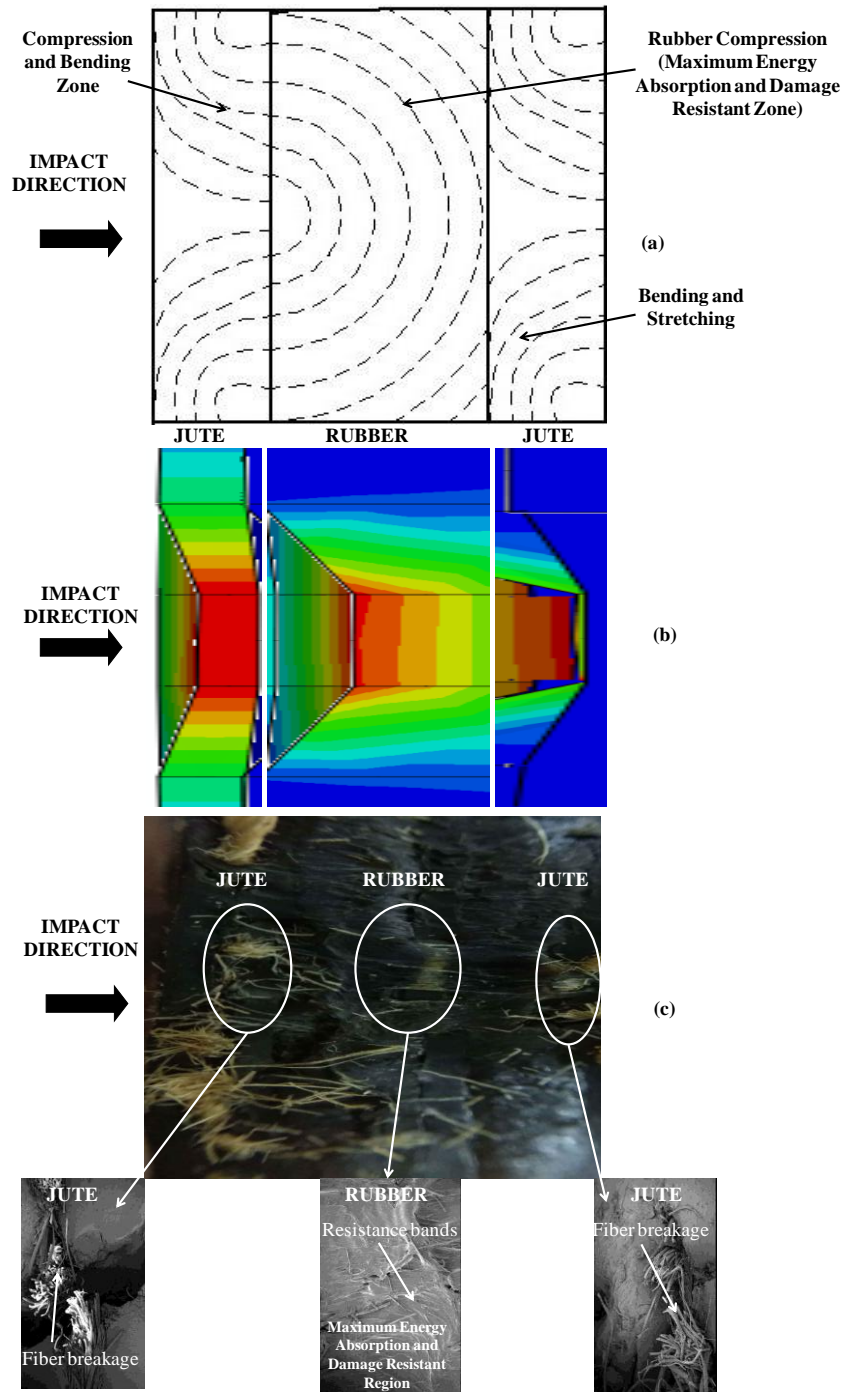 Compression
and Bending
Zone
Rubber Compression
(Maximum Energy
Absorption and Damage
Resistant Zone)
IMPACT
DIRECTION
(a)
Bending and
Stretching
JUTE
RUBBER
JUTE
IMPACT
DIRECTION
(b)
JUTE
RUBBER
JUTE
IMPACT
DIRECTION
(c)
JUTE
Fiber breakage
RUBBER
Resistance bands
Maximum Energy
Absorption and
Damage Resistant
Region
JUTE
Fiber breakage